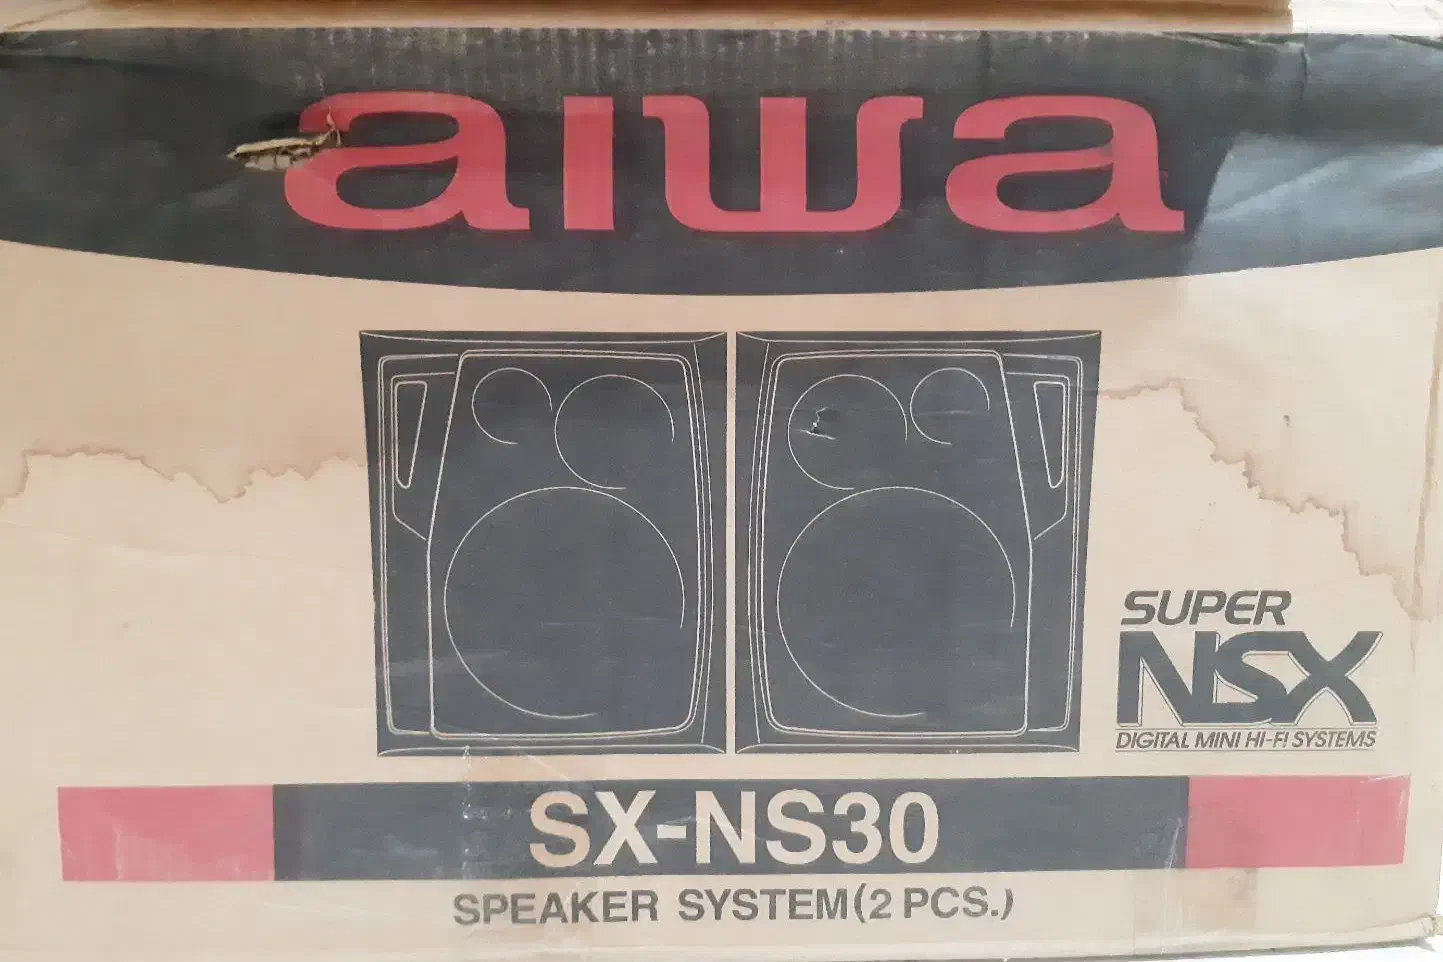 aiwa
SUPER
NSX
DIGITAL MINI HI-FI SYSTEMS
SX-NS30
SPEAKER SYSTEM(2 PCS.)